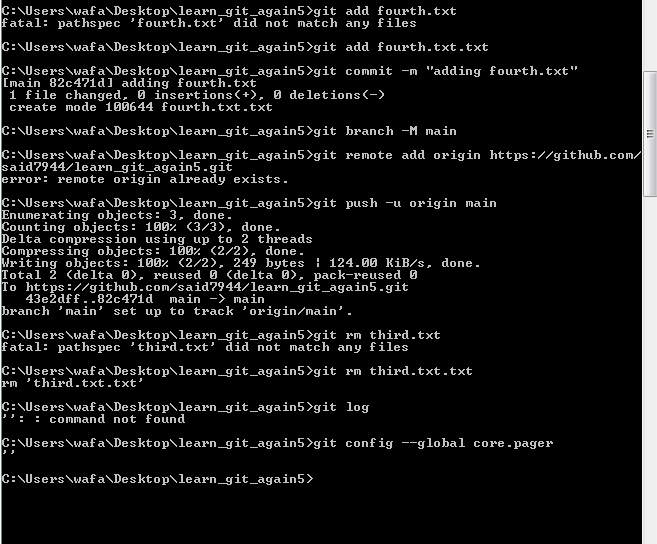 C:\Users\wafa\Desktop\learn_git_again5>git add fourth.txt
fatal: pathspec 'fourth.txt' did not match any files
C:\Users\wafa\Desktop\learn_git_again5>git add fourth.txt.txt
C:\Users\wafa\Desktop\learn_git_again5>git commit -m "adding fourth.txt"
[main 82c471d] adding fourth.txt
1 file changed, 0 insertions(+), 0 deletions(-)
create mode 100644 fourth.txt.txt
C:\Users\wafa\Desktop\learn_git_again5>git branch -M main
C:\Users\wafa\Desktop\learn_git_again5>git remote add origin https://github.com/
said7944/learn_git_again5.git
error: remote origin already exists.
C:\Users\wafa\Desktop\learn_git_again5>git push -u origin main
Enumerating objects: 3, done.
Counting objects: 100% (3/3), done.
Delta compression using up to 2 threads
Compressing objects: 100% (2/2), done.
Writing objects: 100% (2/2), 249 bytes ¦ 124.00 KiB/s, done.
Total 2 (delta 0), reused 0 (delta 0), pack-reused 0
To https://github.com/said7944/learn_git_again5.git
43e2dff..82c471d  main -> main
branch 'main' set up to track 'origin/main'.
C:\Users\wafa\Desktop\learn_git_again5>git rm third.txt
fatal: pathspec 'third.txt' did not match any files
C:\Users\wafa\Desktop\learn_git_again5>git rm third.txt.txt
rm 'third.txt.txt'
C:\Users\wafa\Desktop\learn_git_again5>git log
'': : command not found
C:\Users\wafa\Desktop\learn_git_again5>git config --global core.pager
''
C:\Users\wafa\Desktop\learn_git_again5>